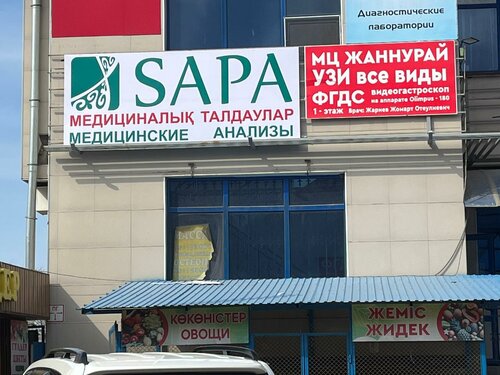 Диагностические
лаборатории
SAPA
МЕДИЦИНАЛЫҚ ТАЛДАУЛАР
МЕДИЦИНСКИЕ АНАЛИЗЫ
МЦ ЖАННУРАЙ
УЗИ все виды
ФГДС видеогастроскоп
на аппарате Olimpus - 180
1 - этаж Врач: Жариев Жомарт Отеулиевич
КӨКӨНІСТЕР
ОВОЩИ
ЖЕМІС
ЖИДЕК